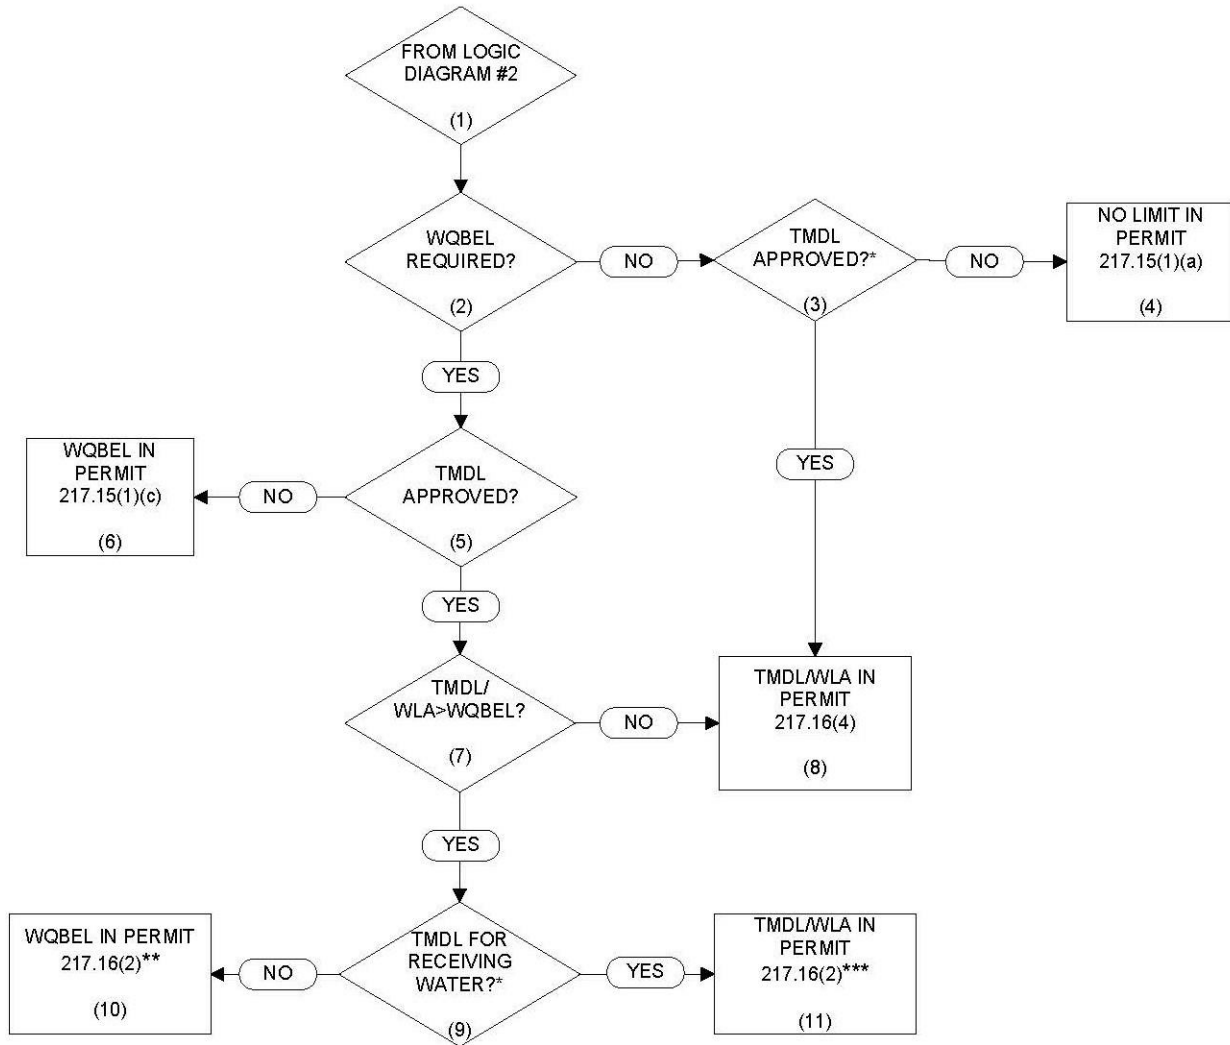 FROM LOGIC
DIAGRAM #2
(1)
WQBEL
REQUIRED?
(2)
NO
TMDL
APPROVED?*
(3)
NO
NO LIMIT IN
PERMIT
217.15(1)(a)
(4)
YES
YES
WQBEL IN
PERMIT
217.15(1)(c)
(6)
NO
TMDL
APPROVED?
(5)
YES
TMDL/
WLA>WQBEL?
(7)
NO
TMDL/WLA IN
PERMIT
217.16(4)
(8)
YES
WQBEL IN PERMIT
217.16(2)**
(10)
NO
TMDL FOR
RECEIVING
WATER?*
(9)
YES
TMDL/WLA IN
PERMIT
217.16(2)***
(11)